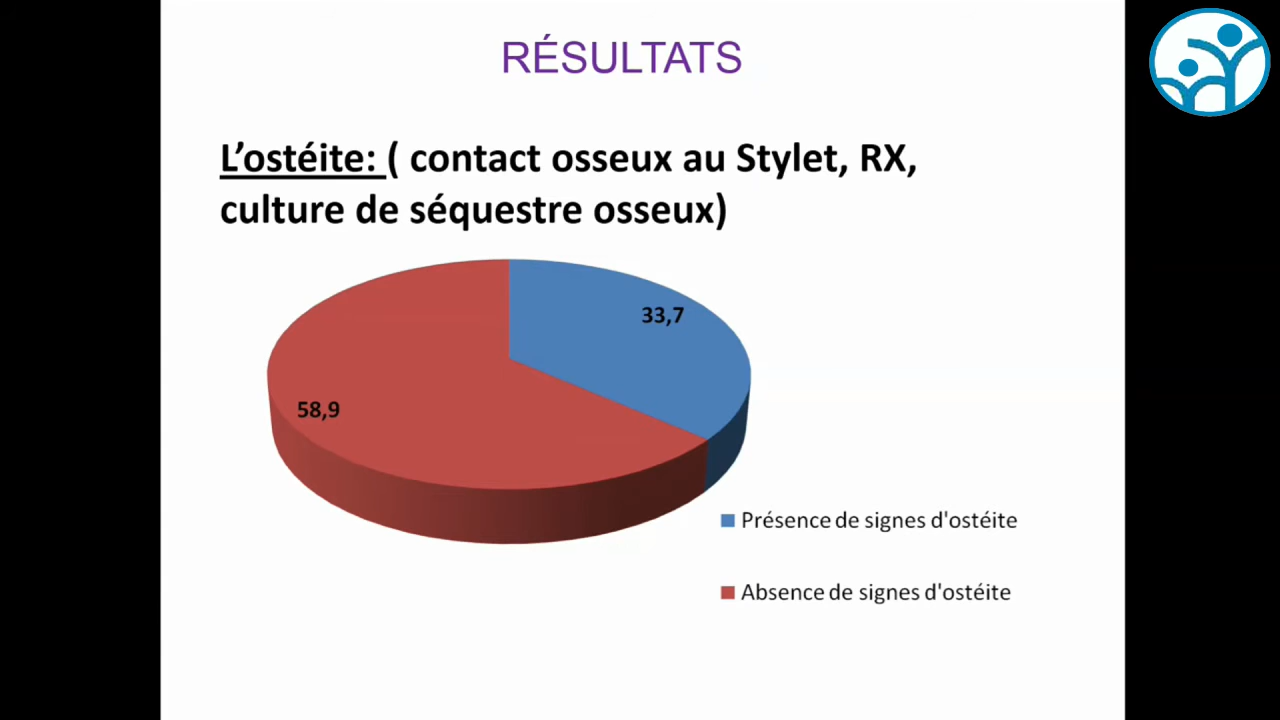 RÉSULTATS
L’ostéite: ( contact osseux au Stylet, RX,
culture de séquestre osseux)
33,7
58,9
Présence de signes d'ostéite
Absence de signes d'ostéite